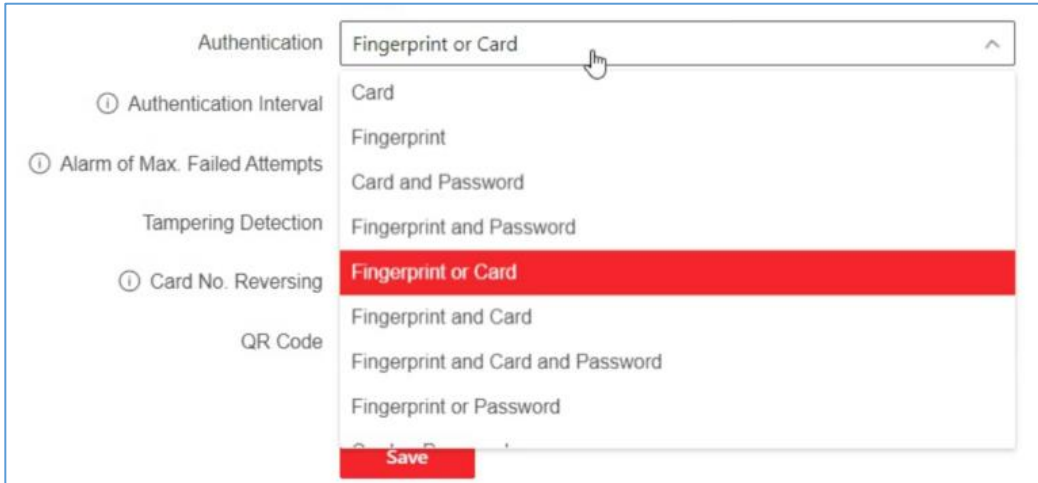 Authentication Fingerprint or Card
Card
Authentication Interval
Fingerprint
Alarm of Max. Failed Attempts
Card and Password
Tampering Detection
Fingerprint and Password
Fingerprint or Card
Card No. Reversing
Fingerprint and Card
QR Code
Fingerprint and Card and Password
Fingerprint or Password
Save